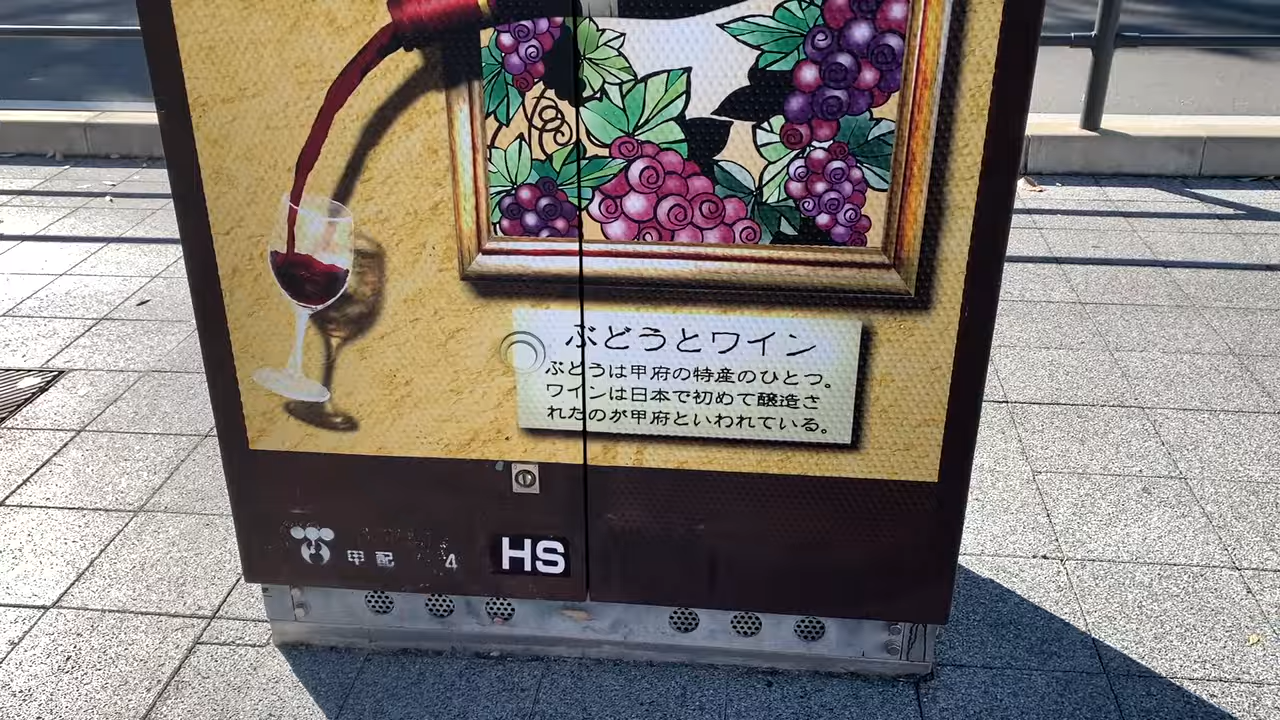 ぶどうとワイン
ぶどうは甲府の特産のひとつ。
ワインは日本で初めて醸造さ
れたのが甲府といわれている。
甲配 4
HS